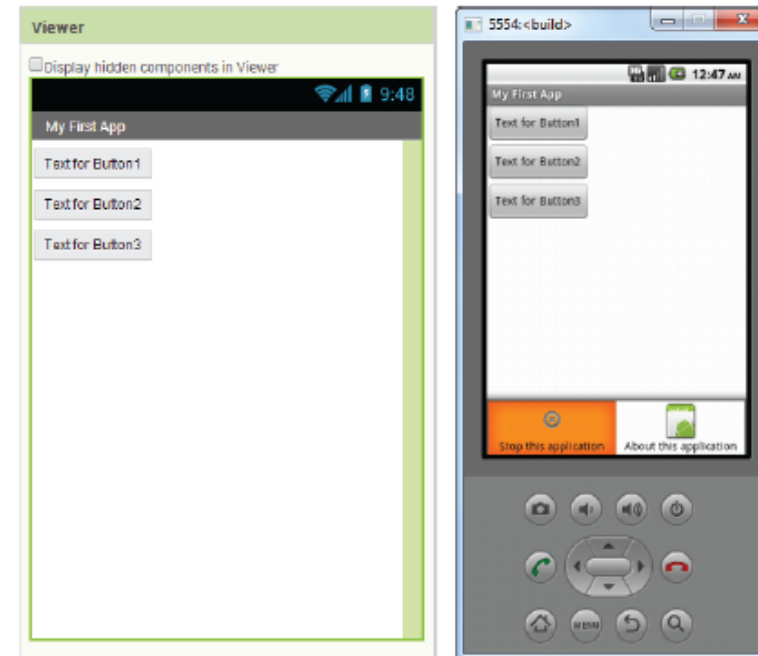 Viewer
Display hidden components in Viewer
9:48
My First App
Text for Button1
Text for Button2
Text for Button3
5554:<build>
12:47 AM
My First App
Text for Button1
Text for Button2
Text for Button3
Stop this application
About this application
MENU